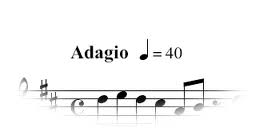 Adagio ♩ = 40